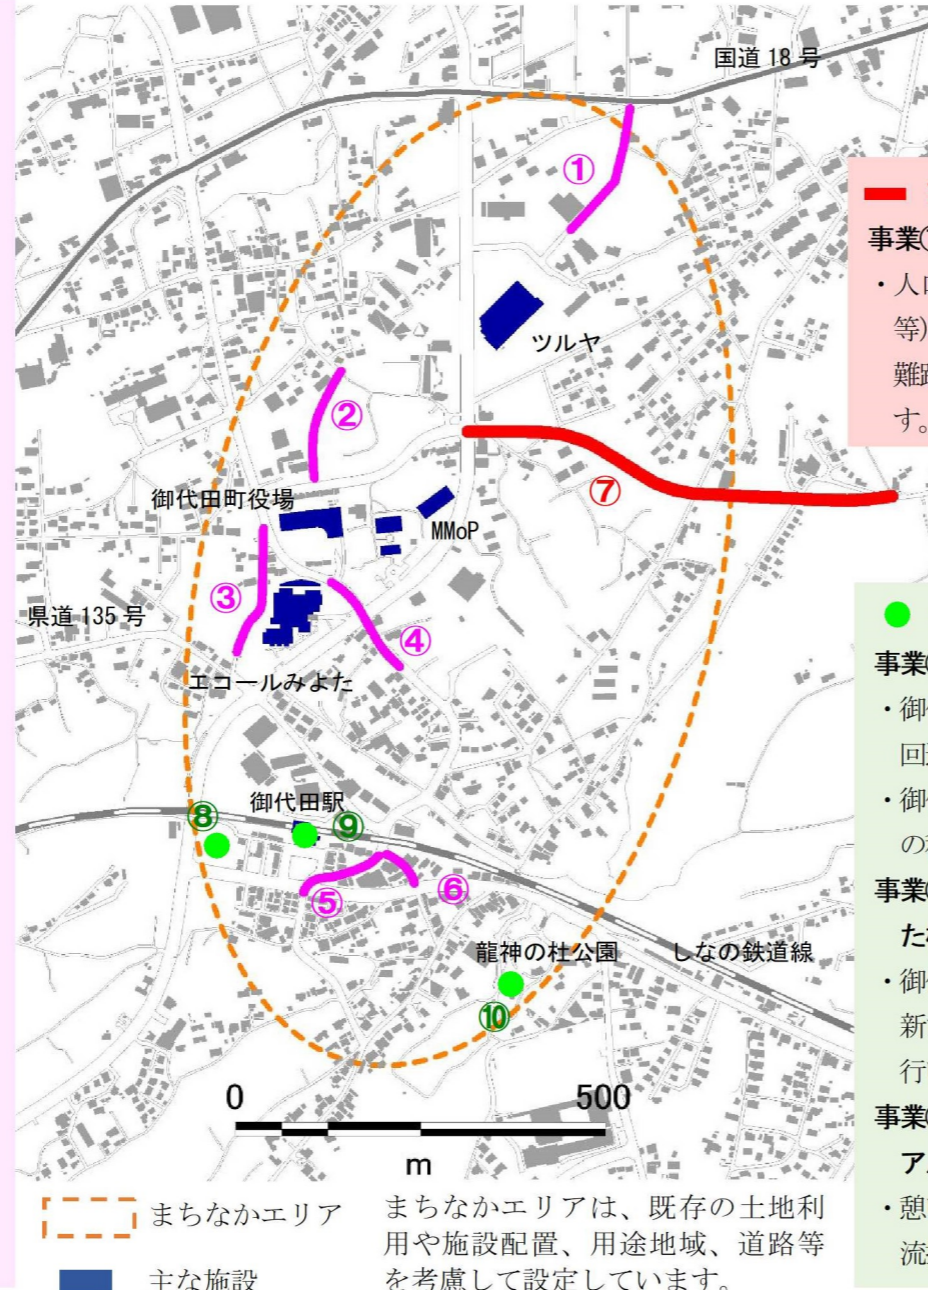 国道 18 号
①
ツルヤ
②
⑦
御代田町役場
MMoP
③
県道 135 号
④
エコールみよた
御代田駅
⑧
⑨
⑤
⑥
龍神の杜公園
しなの鉄道線
⑩
0
500
m
まちなかエリア
主な施設
まちなかエリアは、既存の土地利
用や施設配置、用途地域、道路等
を考慮して設定しています。
事業
・人口
等)
す。
事業
・御代
・御代
の
事業
た
・御代
新
行
事業
ア
・憩
流